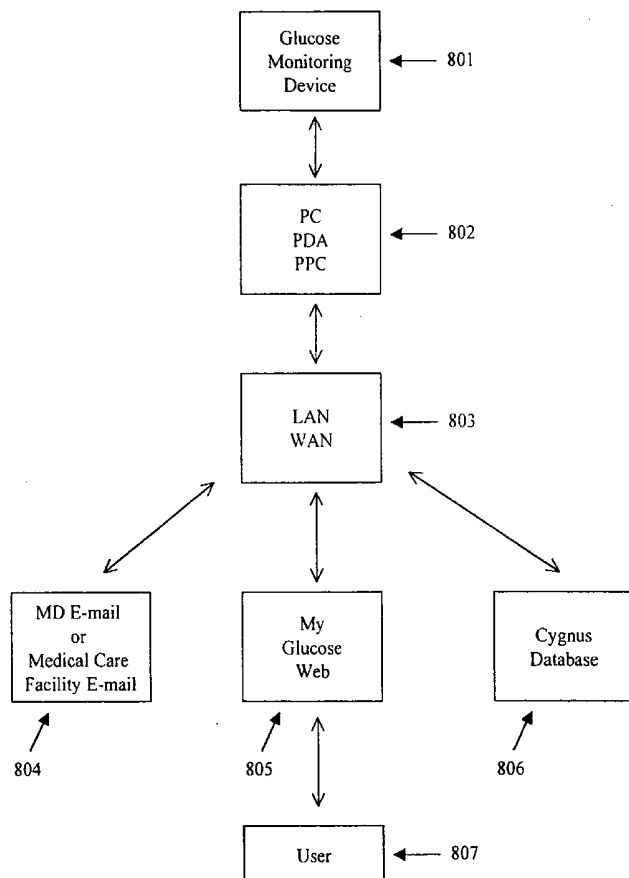 Glucose
Monitoring
Device
801
PC
PDA
PPC
802
LAN
WAN
803
MD E-mail
or
Medical Care
Facility E-mail
804
My
Glucose
Web
805
Cygnus
Database
806
User
807